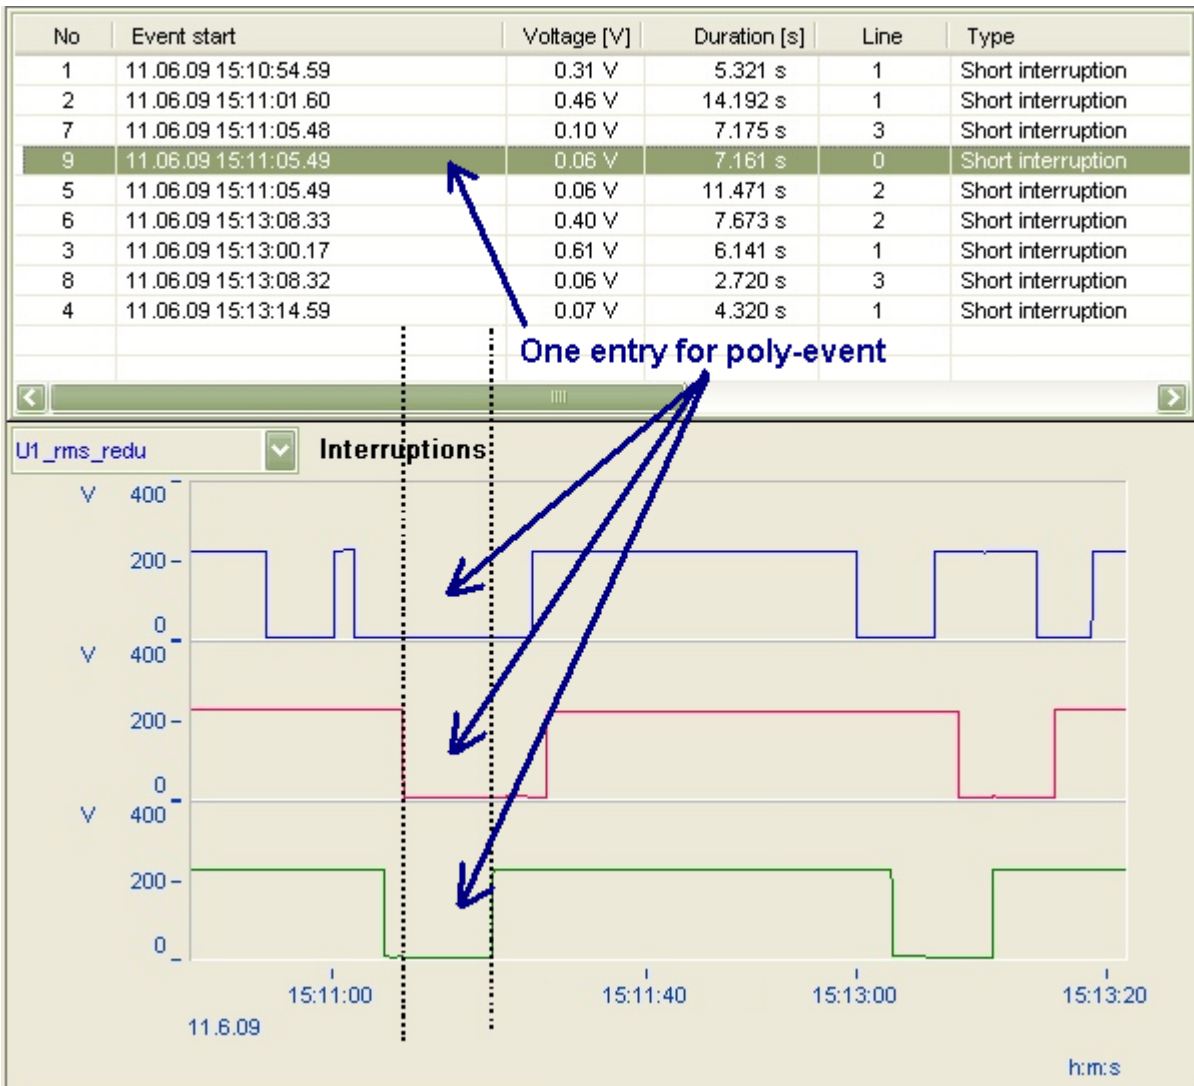 No Event start Voltage [V] Duration [s] Line Type
1 11.06.09 15:10:54.59 0.31 V 5.321 s 1 Short interruption
2 11.06.09 15:11:01.60 0.46 V 14.192 s 1 Short interruption
7 11.06.09 15:11:05.48 0.10 V 7.175 s 3 Short interruption
9 11.06.09 15:11:05.49 0.06 V 7.161 s 0 Short interruption
5 11.06.09 15:11:05.49 0.06 V 11.471 s 2 Short interruption
6 11.06.09 15:13:08.33 0.40 V 7.673 s 2 Short interruption
3 11.06.09 15:13:00.17 0.61 V 6.141 s 1 Short interruption
8 11.06.09 15:13:08.32 0.06 V 2.720 s 3 Short interruption
4 11.06.09 15:13:14.59 0.07 V 4.320 s 1 Short interruption
One entry for poly-event
U1_rms_redu Interruptions
V 400
200
0
V 400
200
0
V 400
200
0
15:11:00 15:11:40 15:13:00 15:13:20
11.6.09
h:m:s